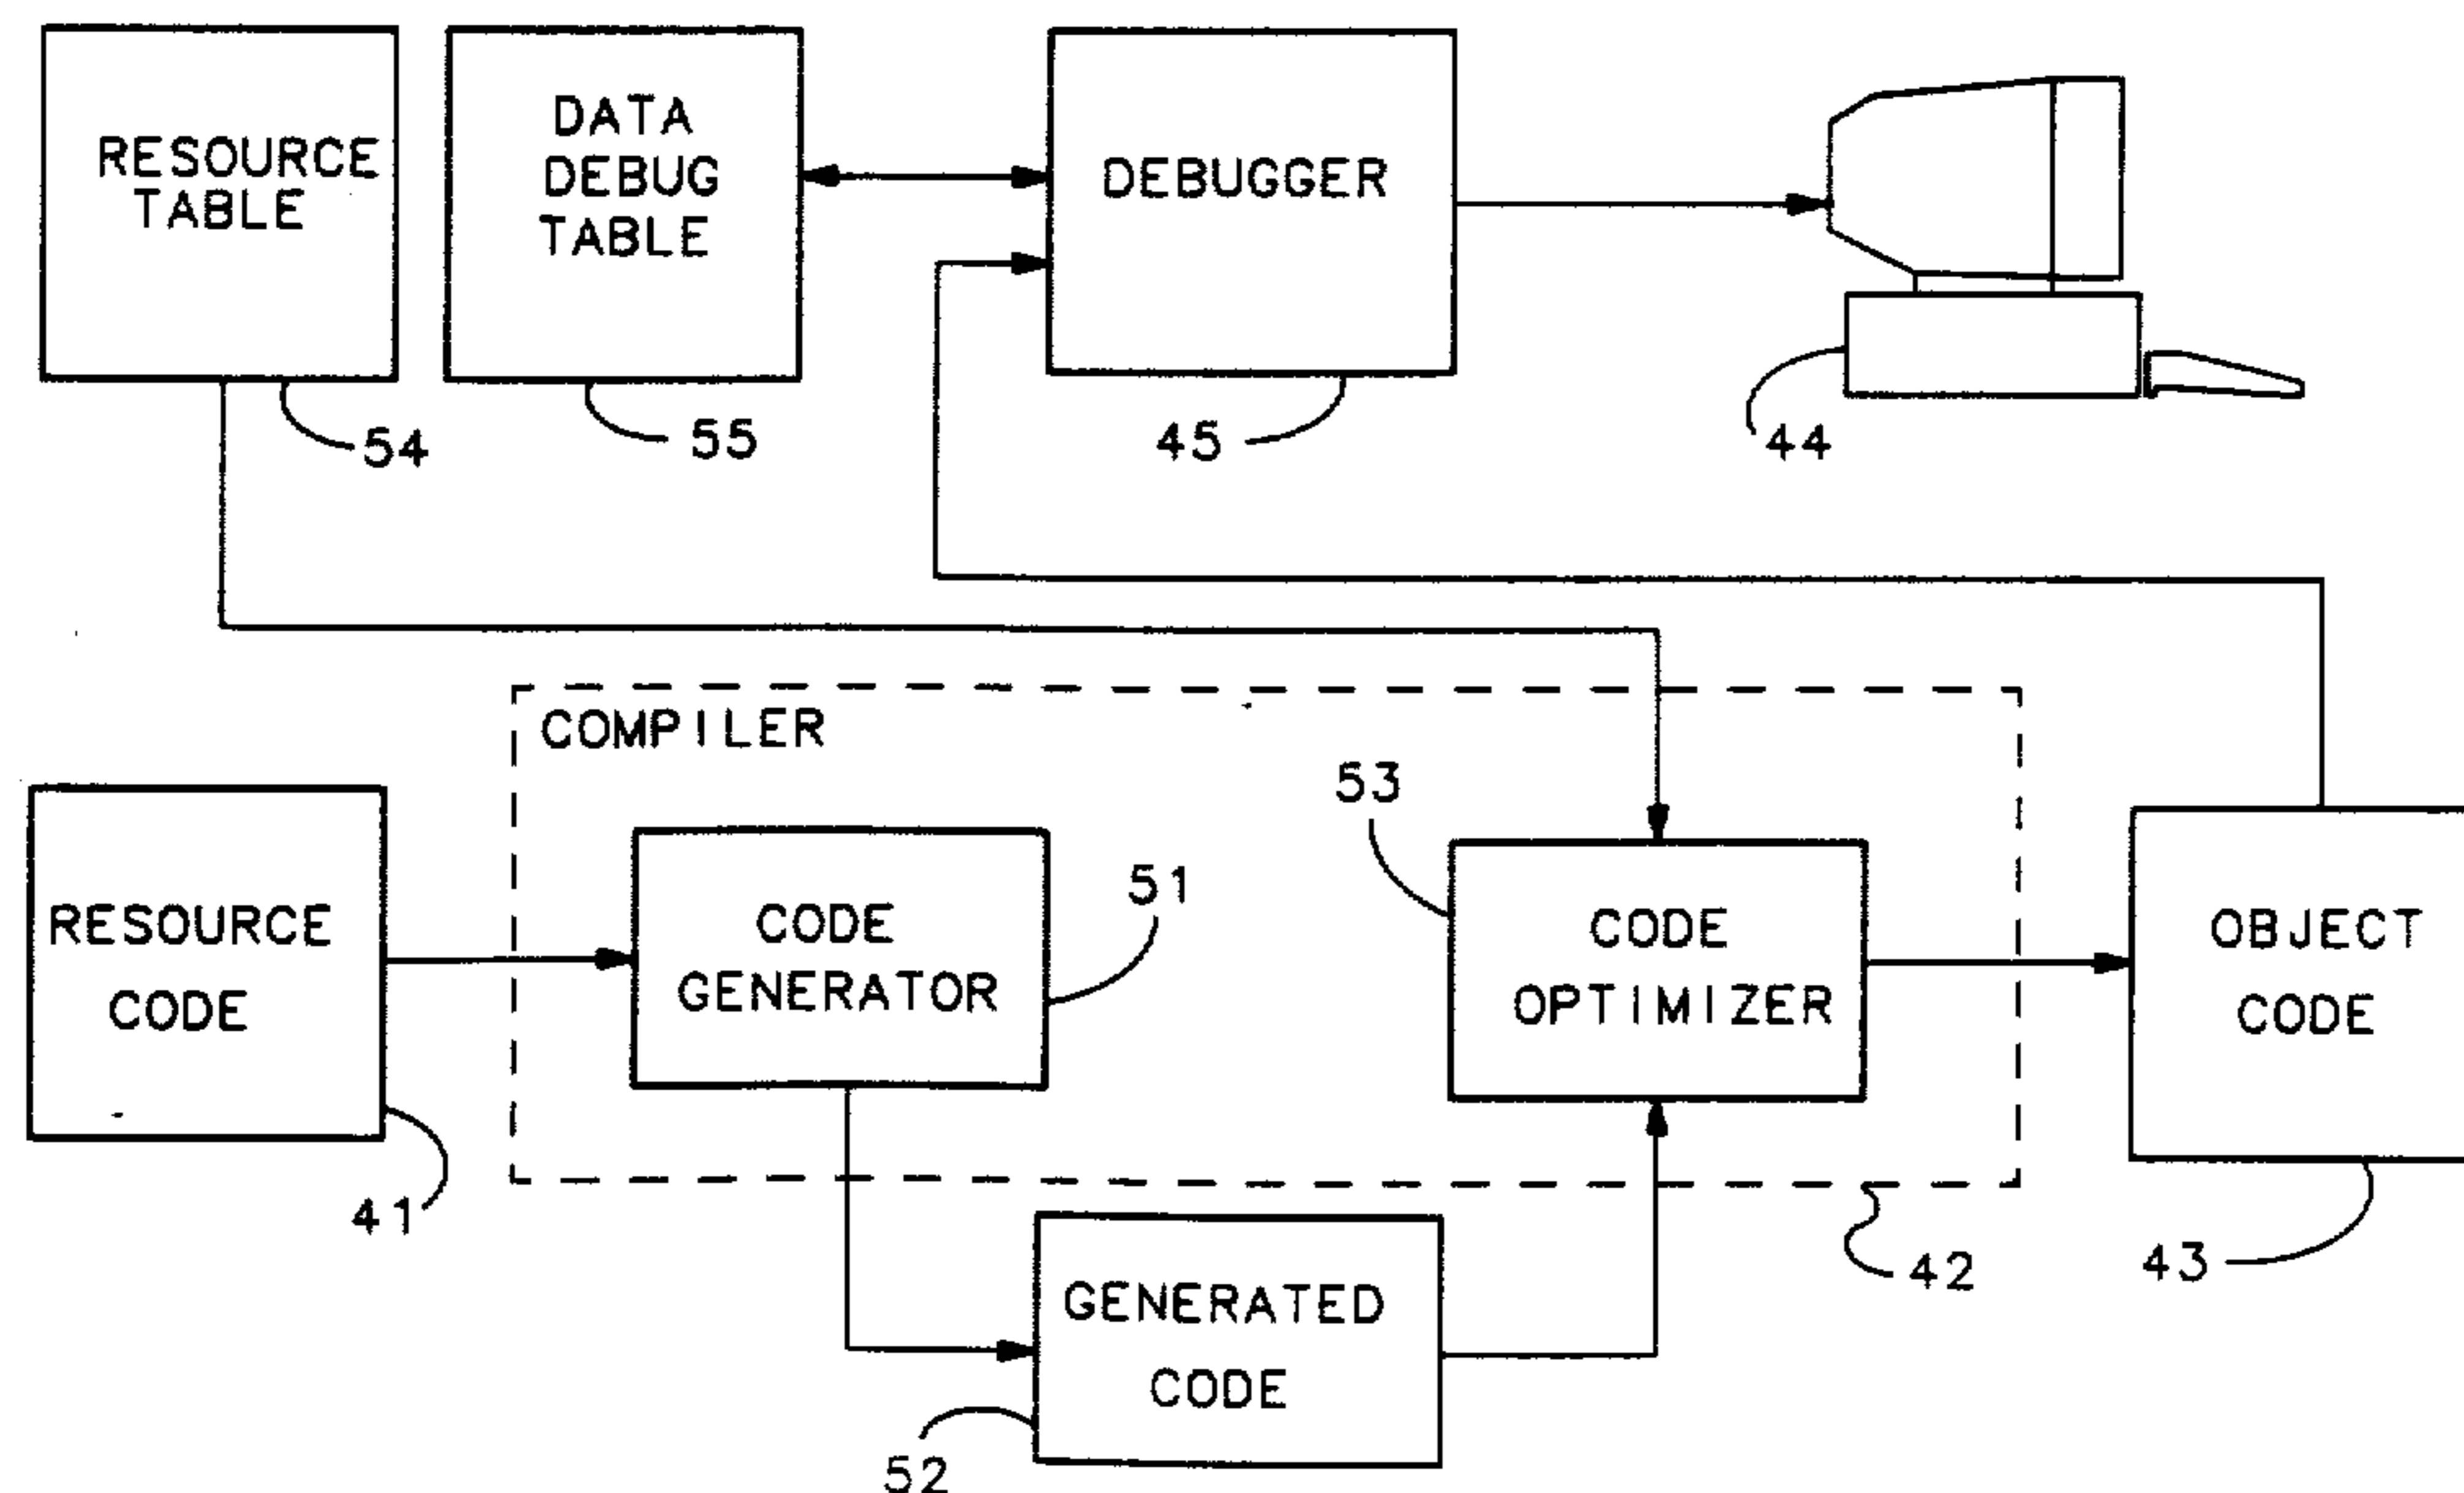 RESOURCE
TABLE
DATA
DEBUG
TABLE
DEBUGGER
54
55
45
44
COMPILER
RESOURCE
CODE
CODE
GENERATOR
51
53
CODE
OPTIMIZER
OBJECT
CODE
41
GENERATED
CODE
42
43
52